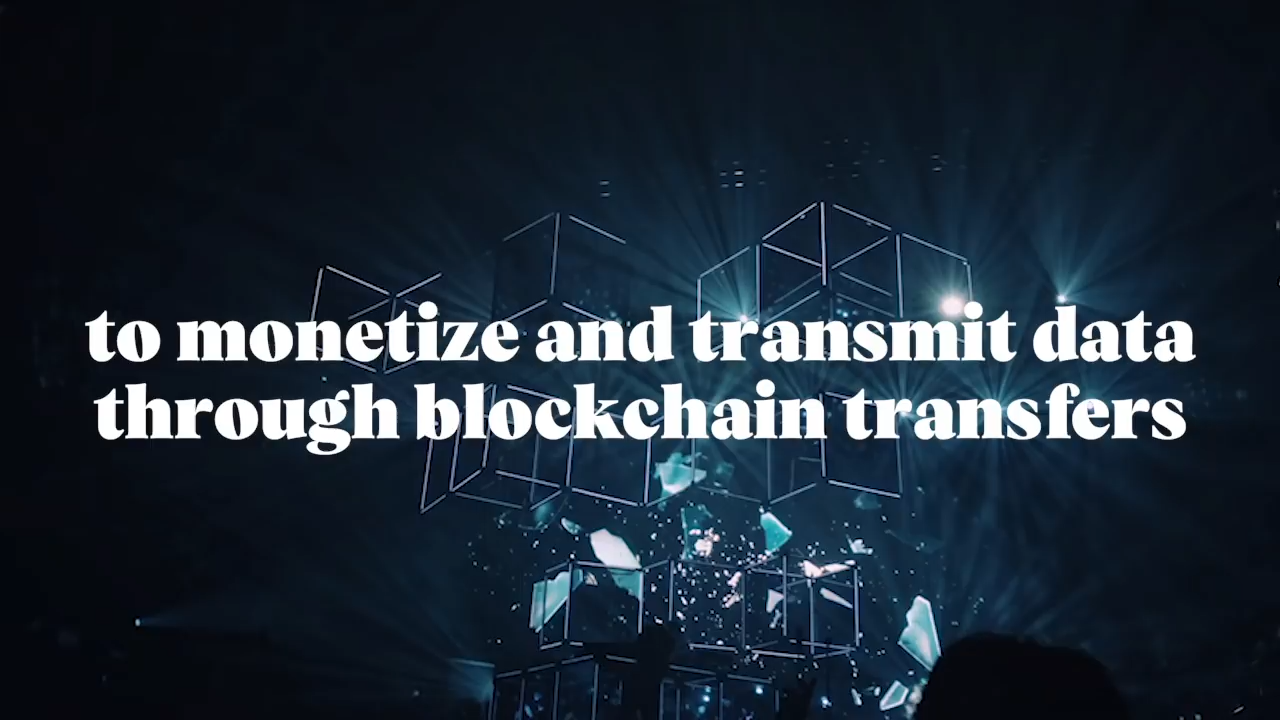 to monetize and transmit data
through blockchain transfers